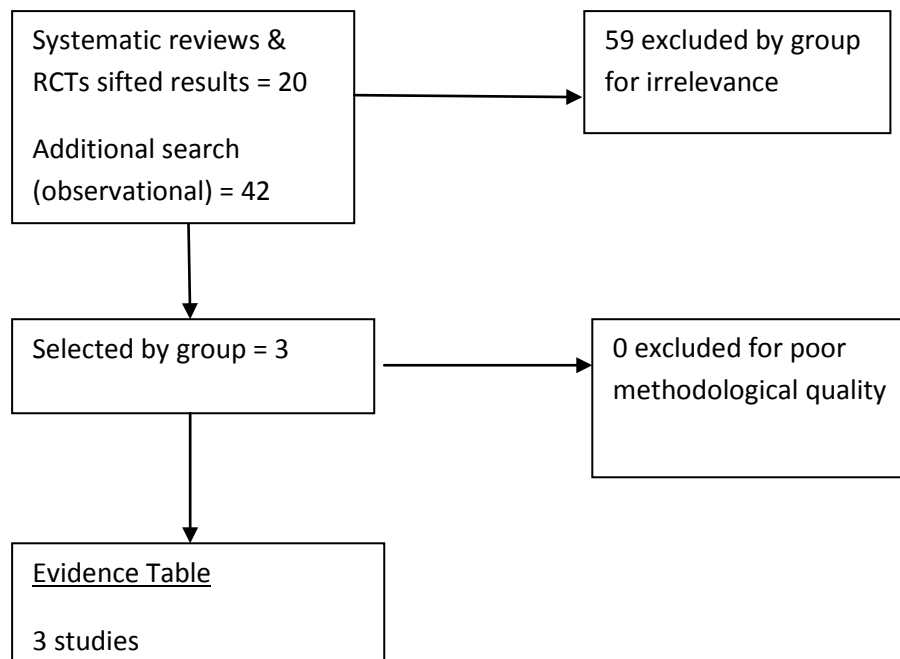 Systematic reviews &
RCTs sifted results = 20
Additional search
(observational) = 42
59 excluded by group
for irrelevance
Selected by group = 3
0 excluded for poor
methodological quality
Evidence Table
3 studies